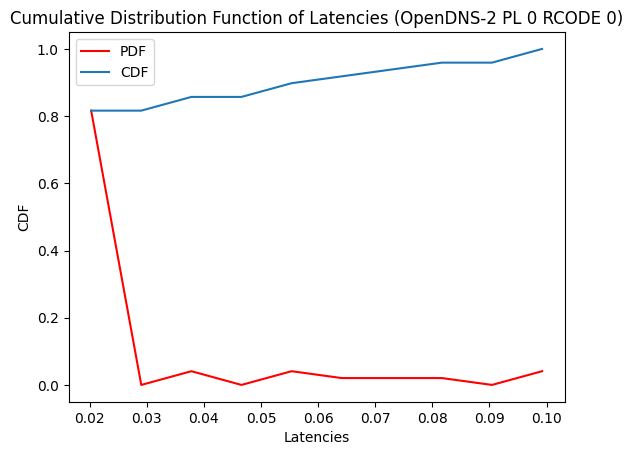 Cumulative Distribution Function of Latencies (OpenDNS-2 PL 0 RCODE 0)
PDF
CDF
1.0
0.8
0.6
0.4
0.2
0.0
CDF
0.02 0.03 0.04 0.05 0.06 0.07 0.08 0.09 0.10
Latencies